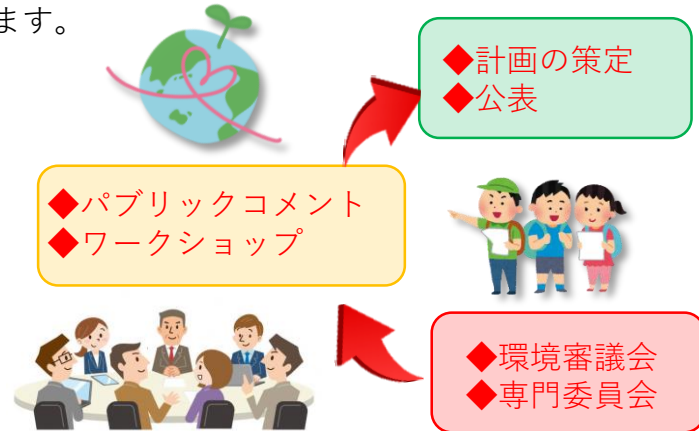 ます。
◆計画の策定
◆公表
◆パブリックコメント
◆ワークショップ
◆環境審議会
◆専門委員会